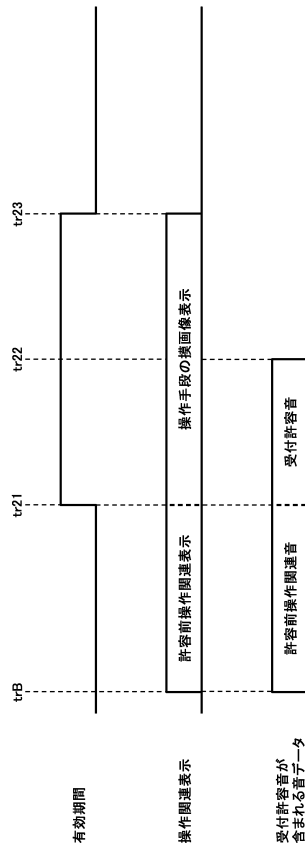 trB
tr21
tr22
tr23
有効期間
操作関連表示
許容前操作関連表示
操作手段の摸画像表示
受付許容音が
含まれる音データ
許容前操作関連音
受付許容音